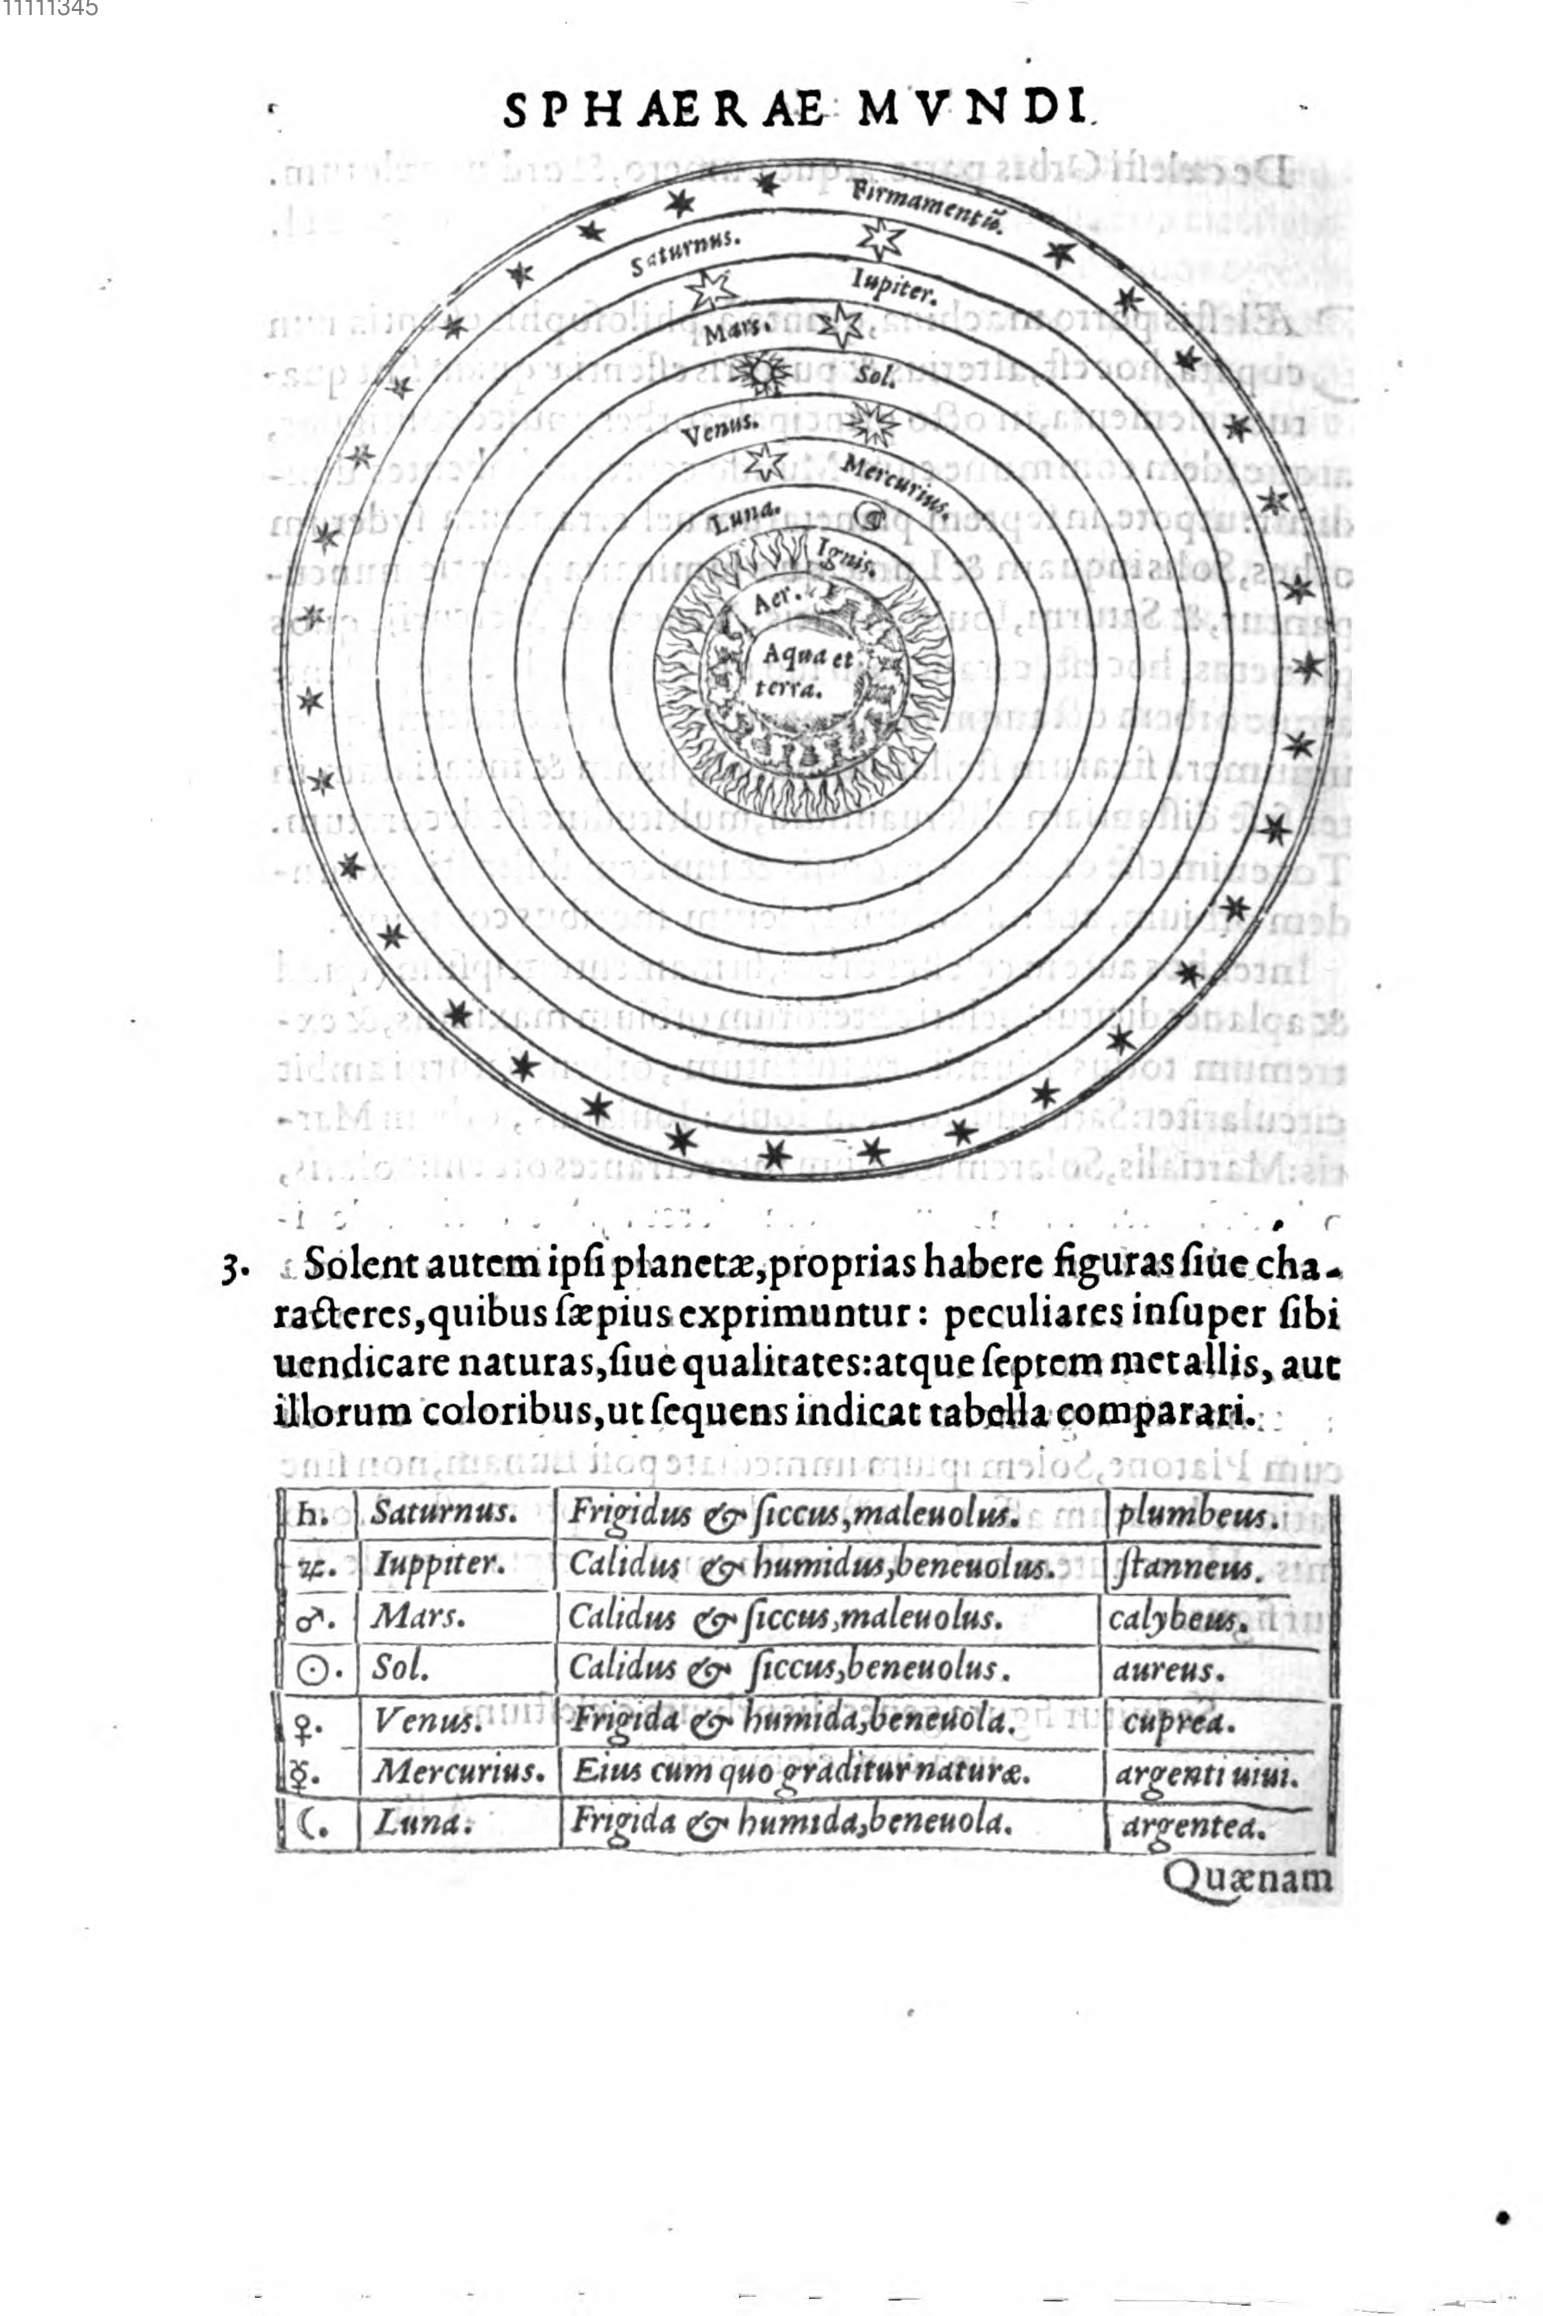 11111345
SPHAERAE MVNDI.
Firmamentũ.
Saturnus.
Iupiter.
Mars.
Sol.
Venus.
Mercurius.
Luna.
Ignis.
Aer.
Aqua et
terra.
3. Solent autem ipſi planetæ, proprias habere figuras ſiue cha-
racteres, quibus ſæpius exprimuntur: peculiares inſuper ſibi
uendicare naturas, ſiue qualitates: atque ſeptem metallis, aut
illorum coloribus, ut ſequens indicat tabella comparari.
♄. Saturnus. Frigidus & ſiccus, maleuolus. plumbeus.
♃. Iuppiter. Calidus & humidus, beneuolus. ſtanneus.
♂. Mars. Calidus & ſiccus, maleuolus. calybeus.
☉. Sol. Calidus & ſiccus, beneuolus. aureus.
♀. Venus. Frigida & humida, beneuola. cuprea.
☿. Mercurius. Eius cum quo graditur naturæ. argenti uiui.
☾. Luna. Frigida & humida, beneuola. argentea.
Quænam